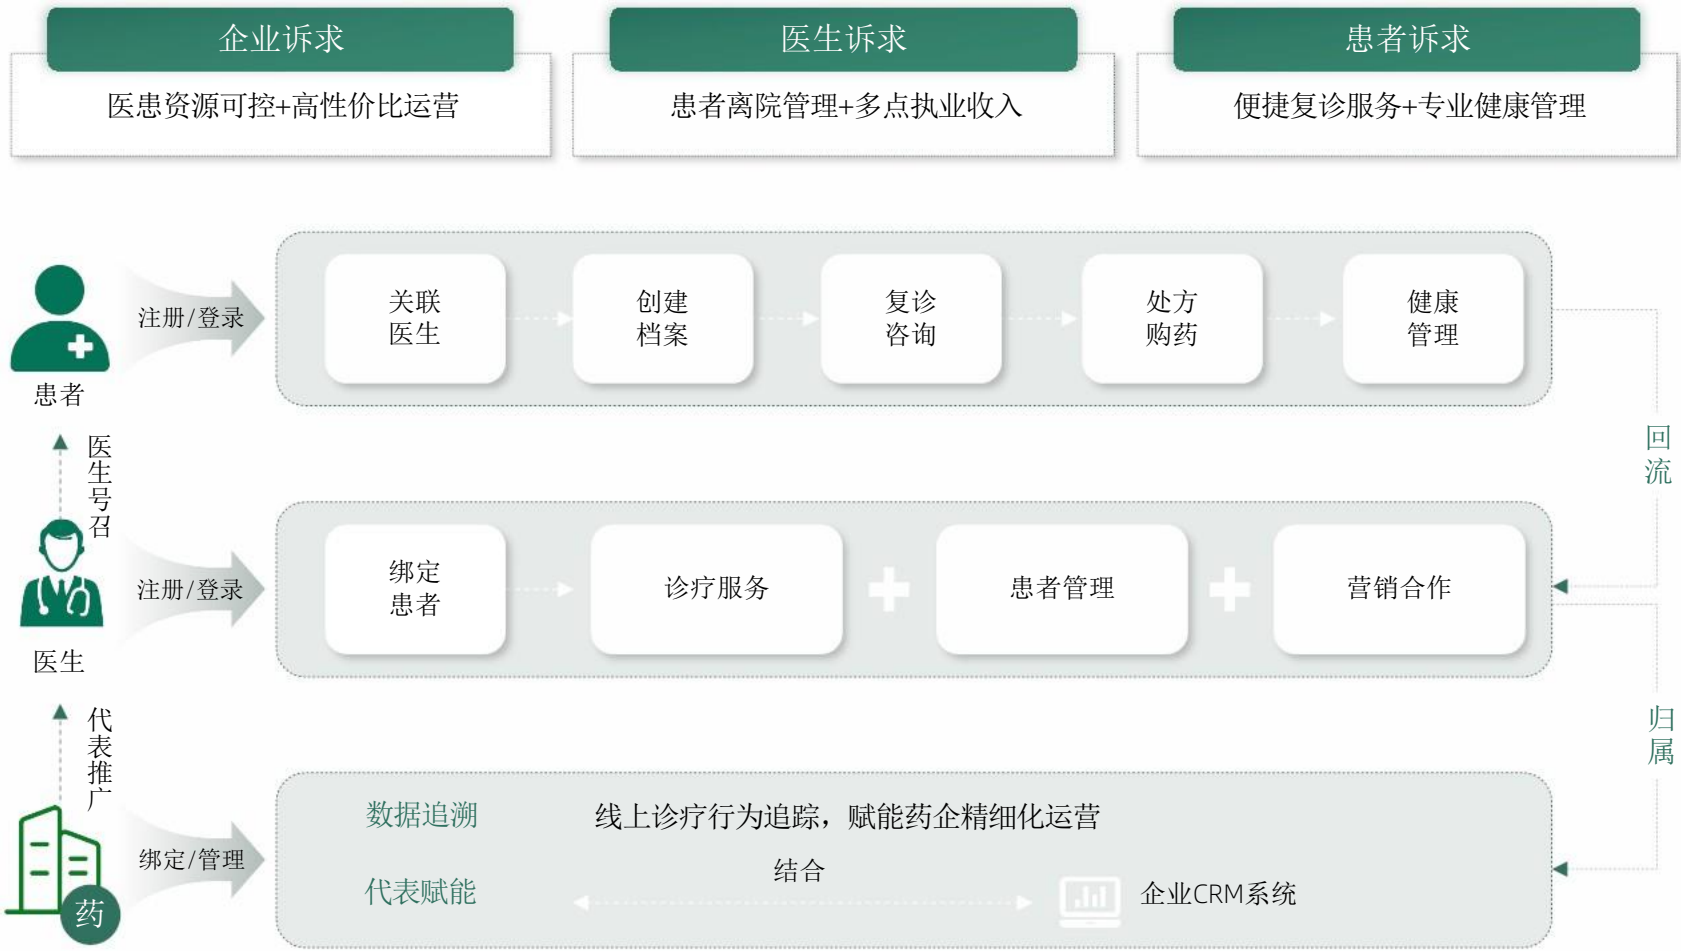 企业诉求
医生诉求
患者诉求
医患资源可控+高性价比运营
患者离院管理+多点执业收入
便捷复诊服务+专业健康管理
患者
注册/登录
关联
医生
创建
档案
复诊
咨询
处方
购药
健康
管理
回流
医生号召
医生
注册/登录
绑定
患者
诊疗服务
患者管理
营销合作
归属
代表推广
药
绑定/管理
数据追溯
线上诊疗行为追踪，赋能药企精细化运营
代表赋能
结合
企业CRM系统